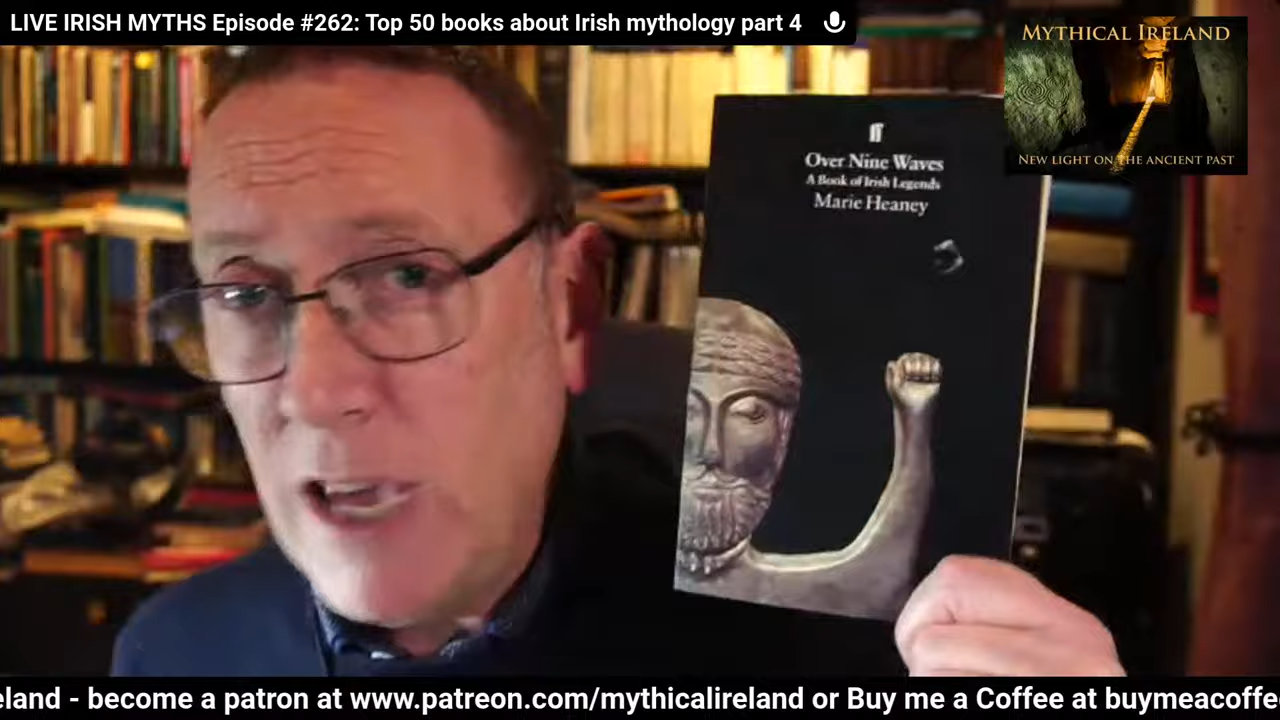 LIVE IRISH MYTHS Episode #262: Top 50 books about Irish mythology part 4
MYTHICAL IRELAND
NEW LIGHT ON THE ANCIENT PAST
ff
Over Nine Waves
A Book of Irish Legends
Marie Heaney
eland - become a patron at www.patreon.com/mythicalireland or Buy me a Coffee at buymeacoffe